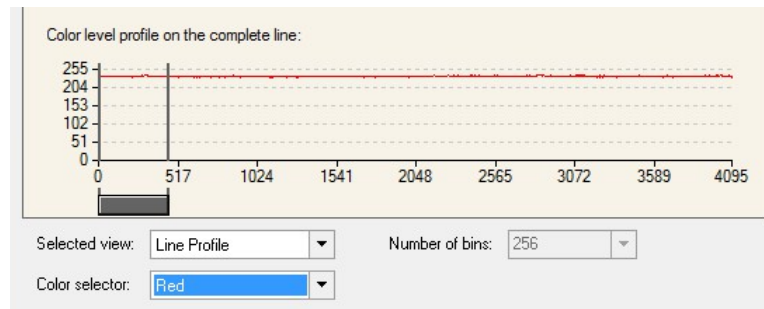 Color level profile on the complete line:
255
204
153
102
51
0
0 517 1024 1541 2048 2565 3072 3589 4095
Selected view: Line Profile Number of bins: 256
Color selector: Red